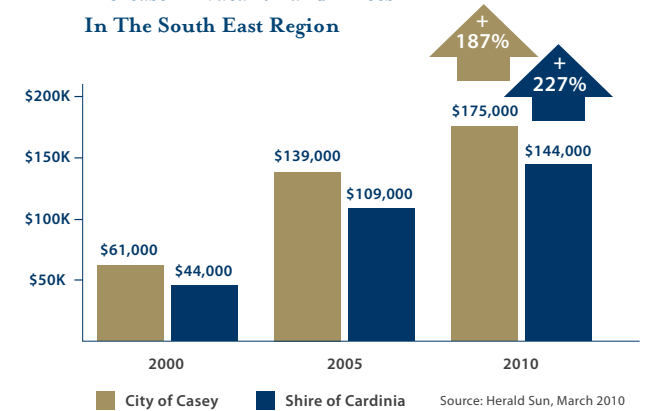 In The South East Region
+
187%
+
227%
$200K
$150K
$100K
$50K
$61,000
$44,000
$139,000
$109,000
$175,000
$144,000
2000
2005
2010
City of Casey
Shire of Cardinia
Source: Herald Sun, March 2010